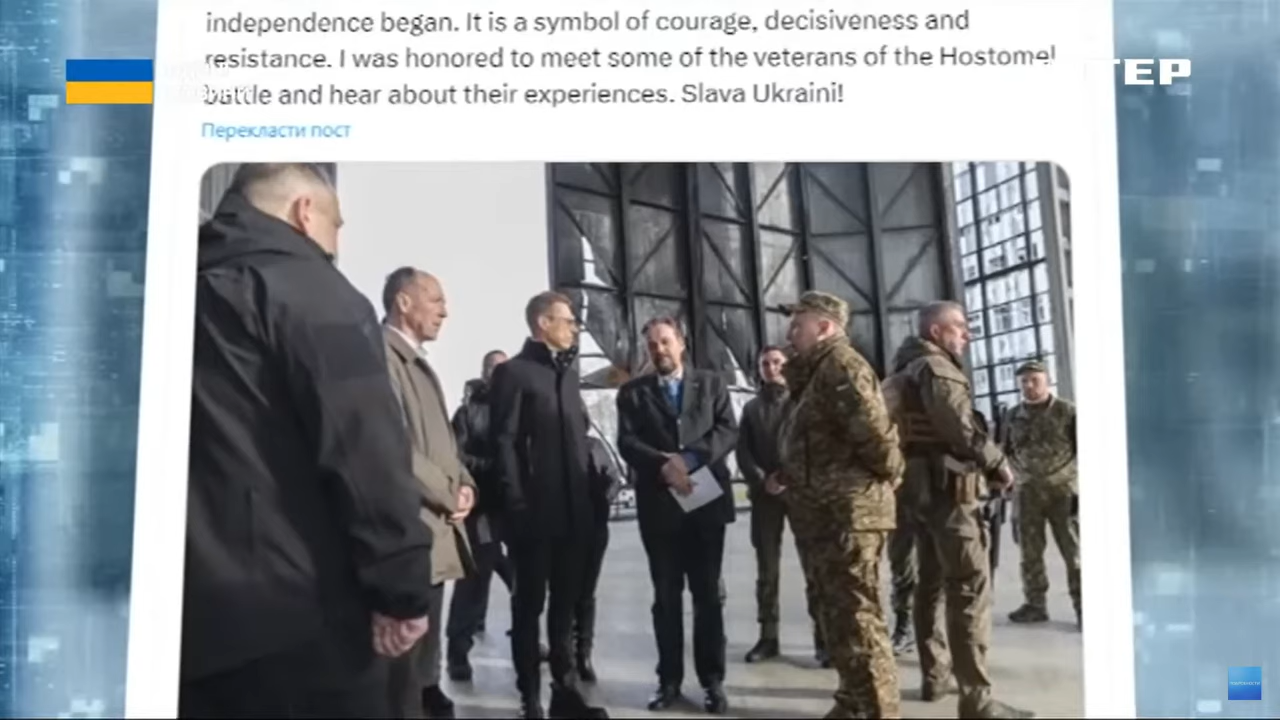 independence began. It is a symbol of courage, decisiveness and
resistance. I was honored to meet some of the veterans of the Hostomel
battle and hear about their experiences. Slava Ukraini!
ТЕР
Перекласти пост